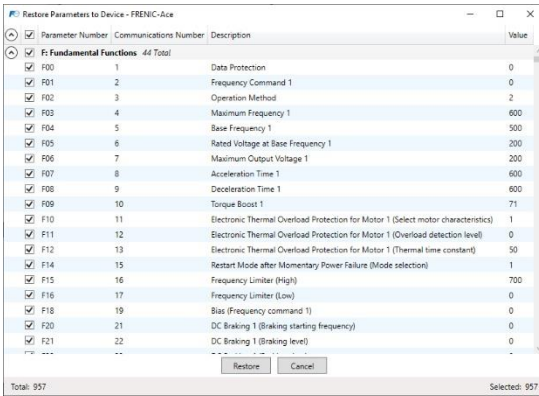 Restore Parameters to Device - FRENIC-Ace
Parameter Number Communications Number Description Value
F: Fundamental Functions 44 Total
F00 1 Data Protection 0
F01 2 Frequency Command 1 0
F02 3 Operation Method 2
F03 4 Maximum Frequency 1 600
F04 5 Base Frequency 1 500
F05 6 Rated Voltage at Base Frequency 1 200
F06 7 Maximum Output Voltage 1 200
F07 8 Acceleration Time 1 600
F08 9 Deceleration Time 1 600
F09 10 Torque Boost 1 71
F10 11 Electronic Thermal Overload Protection for Motor 1 (Select motor characteristics) 1
F11 12 Electronic Thermal Overload Protection for Motor 1 (Overload detection level) 0
F12 13 Electronic Thermal Overload Protection for Motor 1 (Thermal time constant) 50
F14 15 Restart Mode after Momentary Power Failure (Mode selection) 1
F15 16 Frequency Limiter (High) 700
F16 17 Frequency Limiter (Low) 0
F18 19 Bias (Frequency command 1) 0
F20 21 DC Braking 1 (Braking starting frequency) 0
F21 22 DC Braking 1 (Braking level) 0
Restore Cancel
Total: 957 Selected: 957